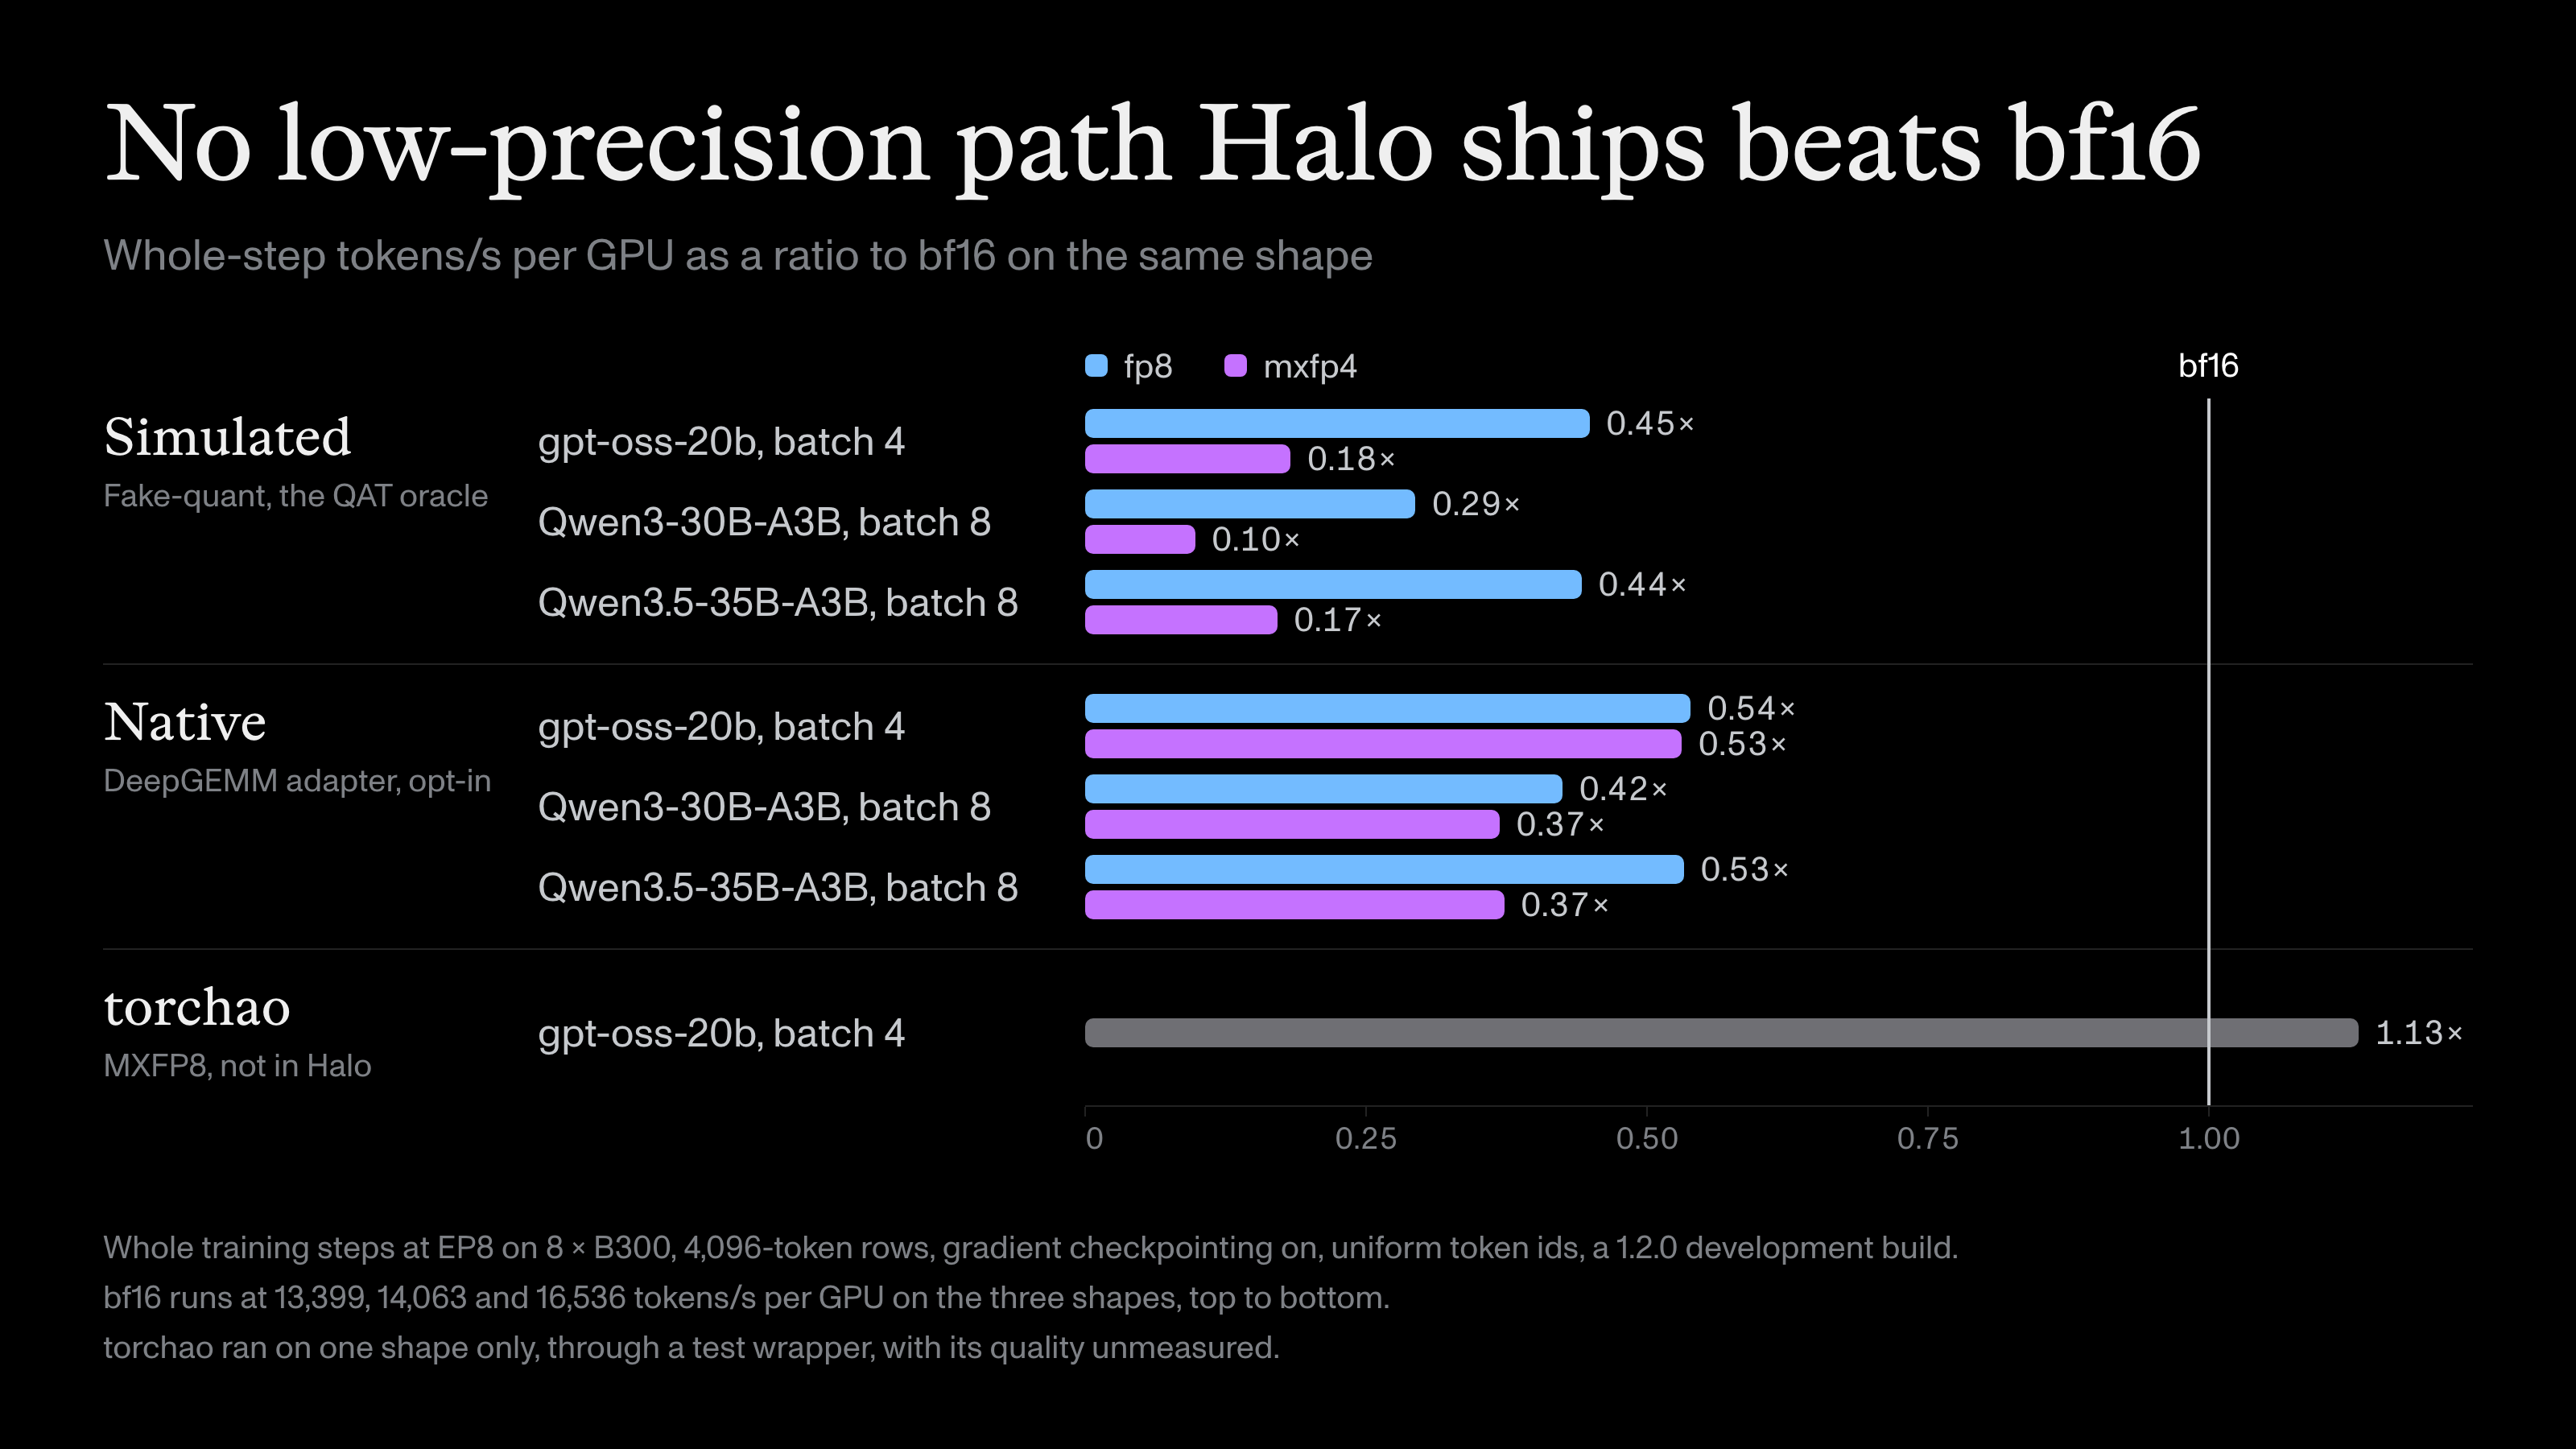 No low-precision path Halo ships beats bf16
Whole-step tokens/s per GPU as a ratio to bf16 on the same shape
fp8 mxfp4 bf16
Simulated
Fake-quant, the QAT oracle
gpt-oss-20b, batch 4
0.45×
0.18×
Qwen3-30B-A3B, batch 8
0.29×
0.10×
Qwen3.5-35B-A3B, batch 8
0.44×
0.17×
Native
DeepGEMM adapter, opt-in
gpt-oss-20b, batch 4
0.54×
0.53×
Qwen3-30B-A3B, batch 8
0.42×
0.37×
Qwen3.5-35B-A3B, batch 8
0.53×
0.37×
torchao
MXFP8, not in Halo
gpt-oss-20b, batch 4
1.13×
0 0.25 0.50 0.75 1.00
Whole training steps at EP8 on 8 × B300, 4,096-token rows, gradient checkpointing on, uniform token ids, a 1.2.0 development build.
bf16 runs at 13,399, 14,063 and 16,536 tokens/s per GPU on the three shapes, top to bottom.
torchao ran on one shape only, through a test wrapper, with its quality unmeasured.